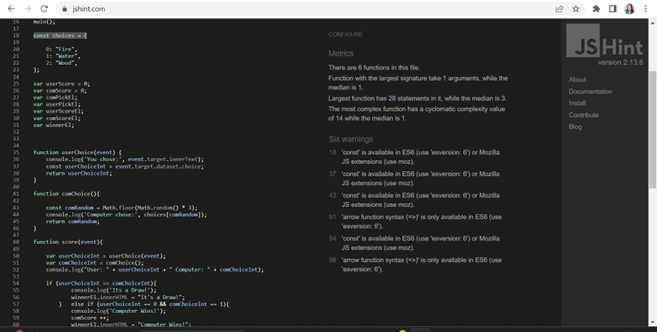 jshint.com
16 main();
17
18 const choices = {
19
20 0: "Fire",
21 1: "Water",
22 2: "Wood",
23 };
24
25 var userScore = 0;
26 var comScore = 0;
27 var comPickEl;
28 var userPickEl;
29 var userScoreEl;
30 var comScoreEl;
31 var winnerEl;
32
33
34
35 function userChoice(event) {
36 console.log('You chose:', event.target.innerText);
37 const userChoiceInt = event.target.dataset.choice;
38 return userChoiceInt;
39 }
40
41 function comChoice(){
42
43 const comRandom = Math.floor(Math.random() * 3);
44 console.log('Computer chose:', choices[comRandom]);
45 return comRandom;
46 }
47
48 function score(event){
49
50 var userChoiceInt = userChoice(event);
51 var comChoiceInt = comChoice();
52 console.log("User: " + userChoiceInt + " Computer: " + comChoiceInt);
53
54 if (userChoiceInt == comChoiceInt){
55 console.log('Its a Draw!');
56 winnerEl.innerHTML = "It's a Draw!";
57 } else if (userChoiceInt == 0 && comChoiceInt == 1){
58 console.log('Computer Wins!');
59 comScore ++;
60 winnerEl.innerHTML = "Computer Wins!";
CONFIGURE
Metrics
There are 6 functions in this file.
Function with the largest signature take 1 arguments, while the
median is 1.
Largest function has 28 statements in it, while the median is 3.
The most complex function has a cyclomatic complexity value
of 14 while the median is 1.
Six warnings
18 'const' is available in ES6 (use 'esversion: 6') or Mozilla
JS extensions (use moz).
37 'const' is available in ES6 (use 'esversion: 6') or Mozilla
JS extensions (use moz).
43 'const' is available in ES6 (use 'esversion: 6') or Mozilla
JS extensions (use moz).
91 'arrow function syntax (=>)' is only available in ES6 (use
'esversion: 6').
94 'const' is available in ES6 (use 'esversion: 6') or Mozilla
JS extensions (use moz).
98 'arrow function syntax (=>)' is only available in ES6 (use
'esversion: 6').
JSHint
version 2.13.6
About
Documentation
Install
Contribute
Blog